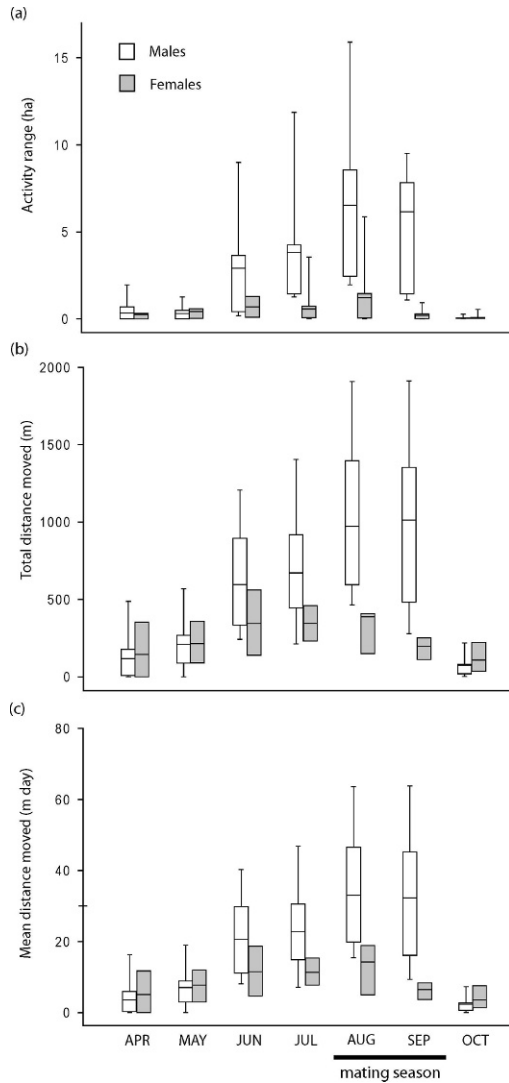 (a)
Males
Females
15
10
5
0
Activity range (ha)
(b)
2000
1500
1000
500
0
Total distance moved (m)
(c)
80
60
40
20
0
Mean distance moved (m day)
APR MAY JUN JUL AUG SEP OCT
mating season